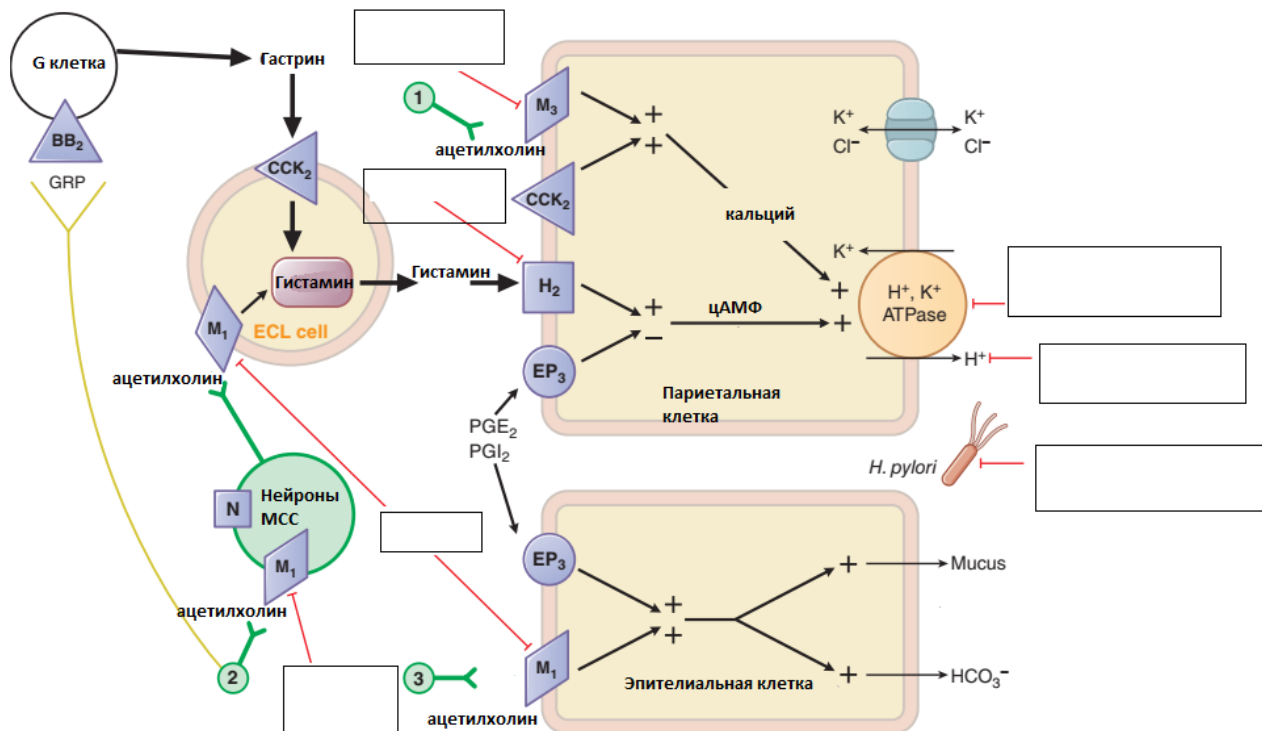 G клетка
Гастрин
BB₂
GRP
CCK₂
Гистамин
M₁
ECL cell
ацетилхолин
Гистамин
1
ацетилхолин
M₃
+
+
CCK₂
кальций
H₂
+
−
цАМФ
EP₃
PGE₂
PGI₂
Париетальная
клетка
K⁺
Cl⁻
K⁺
Cl⁻
K⁺
+
+
H⁺, K⁺
ATPase
H⁺
H. pylori
N
Нейроны
МСС
M₁
ацетилхолин
2
3
ацетилхолин
EP₃
+
+
M₁
Эпителиальная клетка
+
Mucus
+
HCO₃⁻